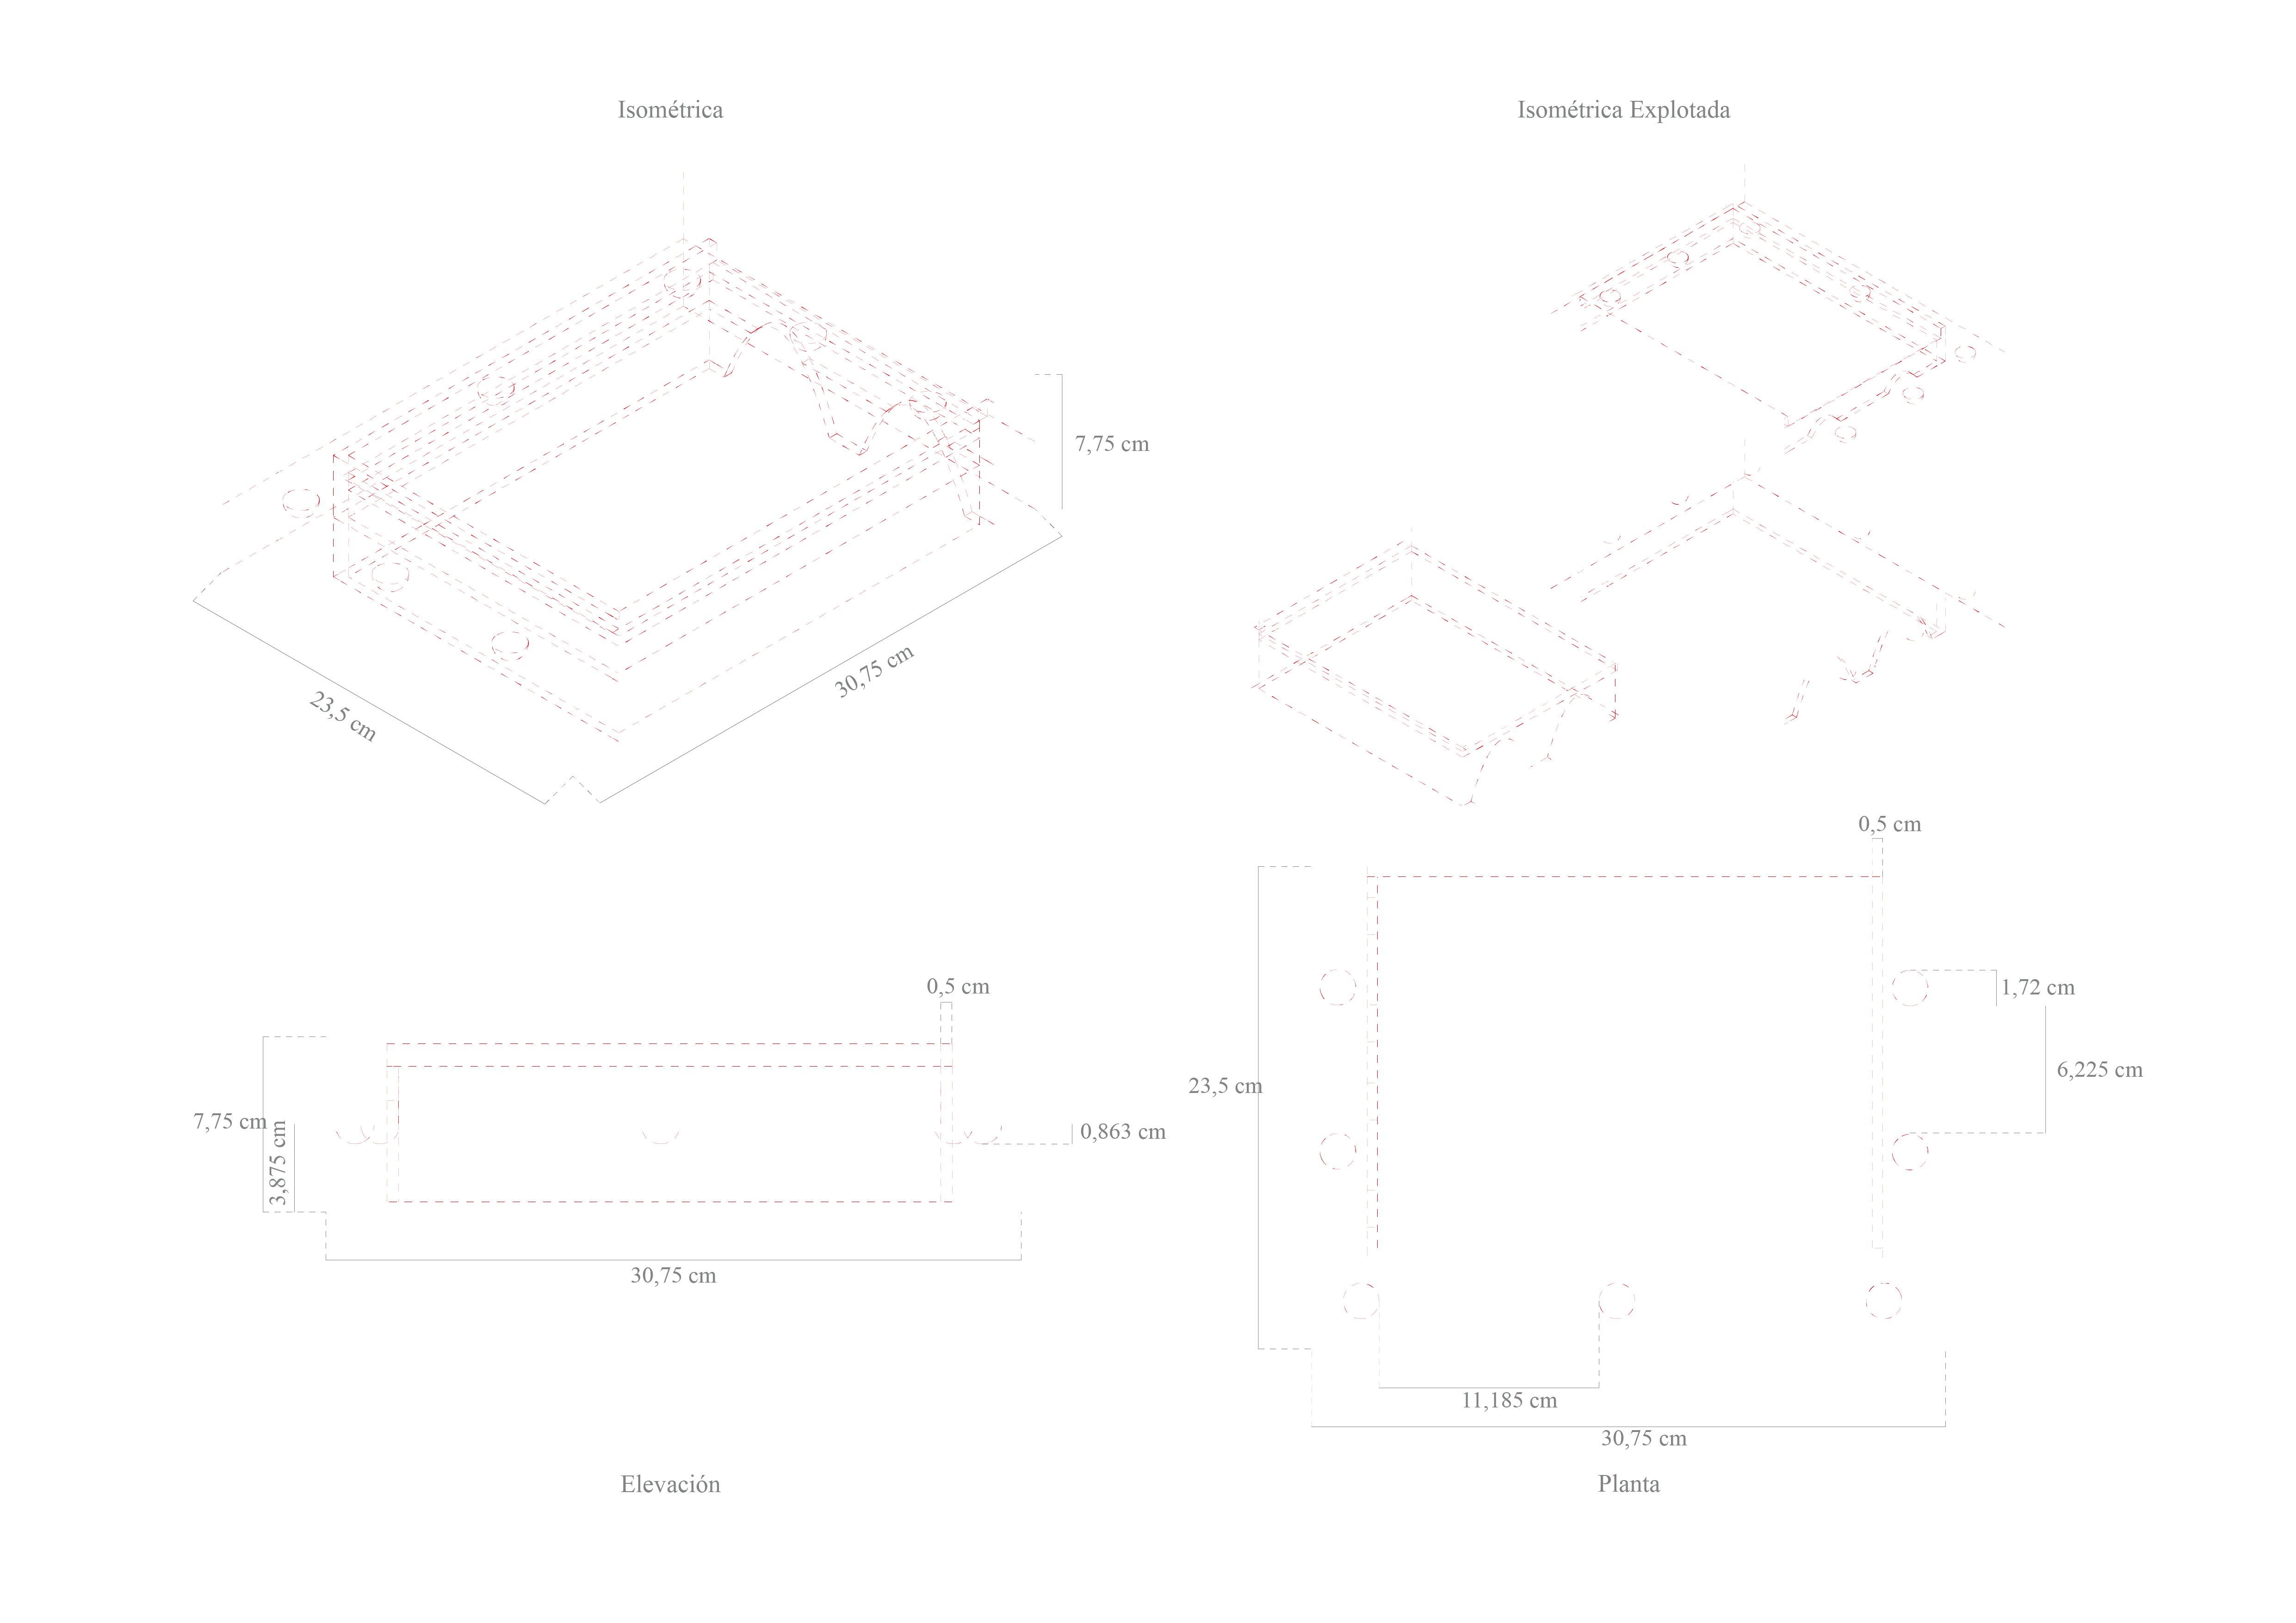 Isométrica
Isométrica Explotada
7,75 cm
23,5 cm
30,75 cm
0,5 cm
0,5 cm
1,72 cm
6,225 cm
23,5 cm
7,75 cm
3,875 cm
0,863 cm
30,75 cm
11,185 cm
30,75 cm
Elevación
Planta